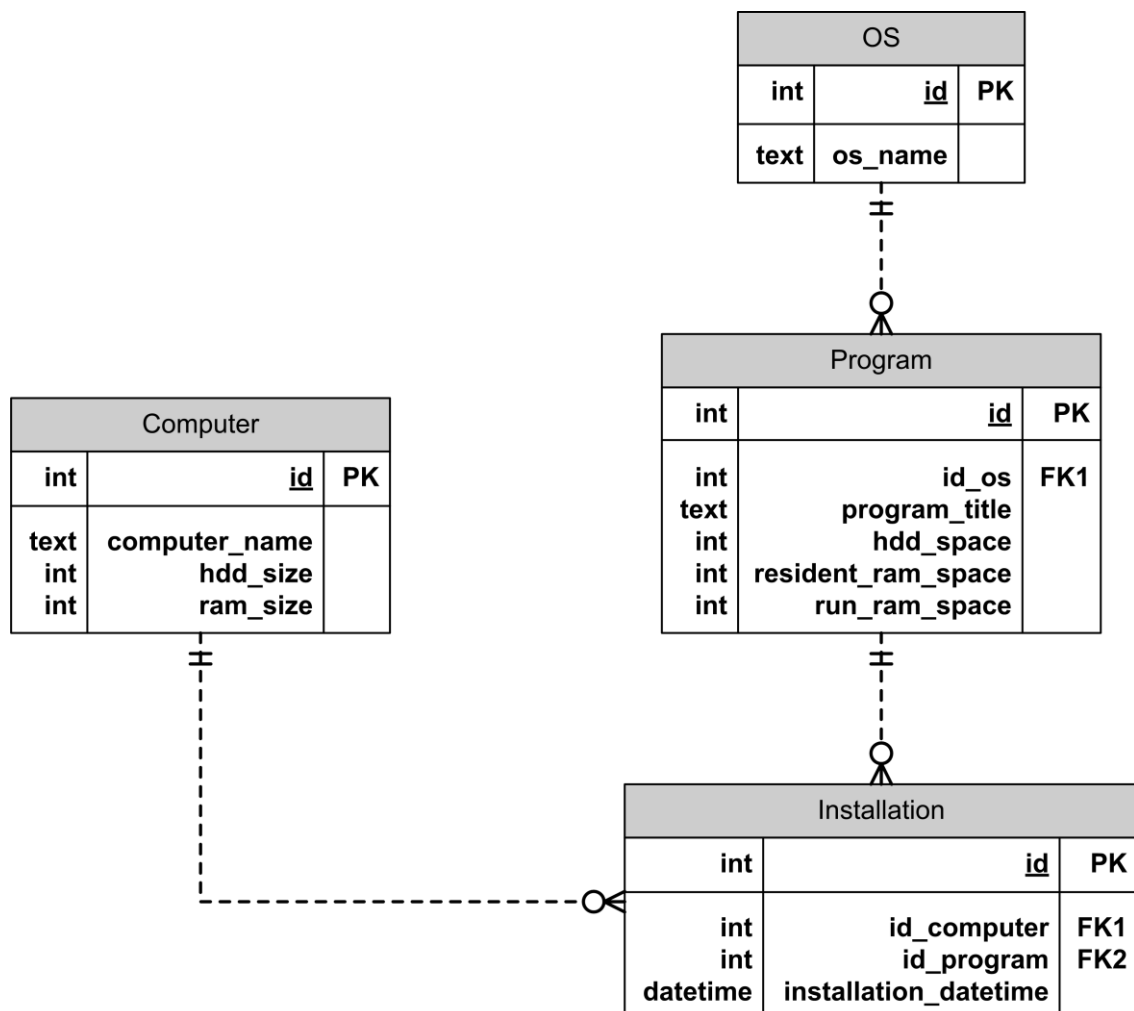 OS
int id PK
text os_name
Program
int id PK
int id_os FK1
text program_title
int hdd_space
int resident_ram_space
int run_ram_space
Computer
int id PK
text computer_name
int hdd_size
int ram_size
Installation
int id PK
int id_computer FK1
int id_program FK2
datetime installation_datetime